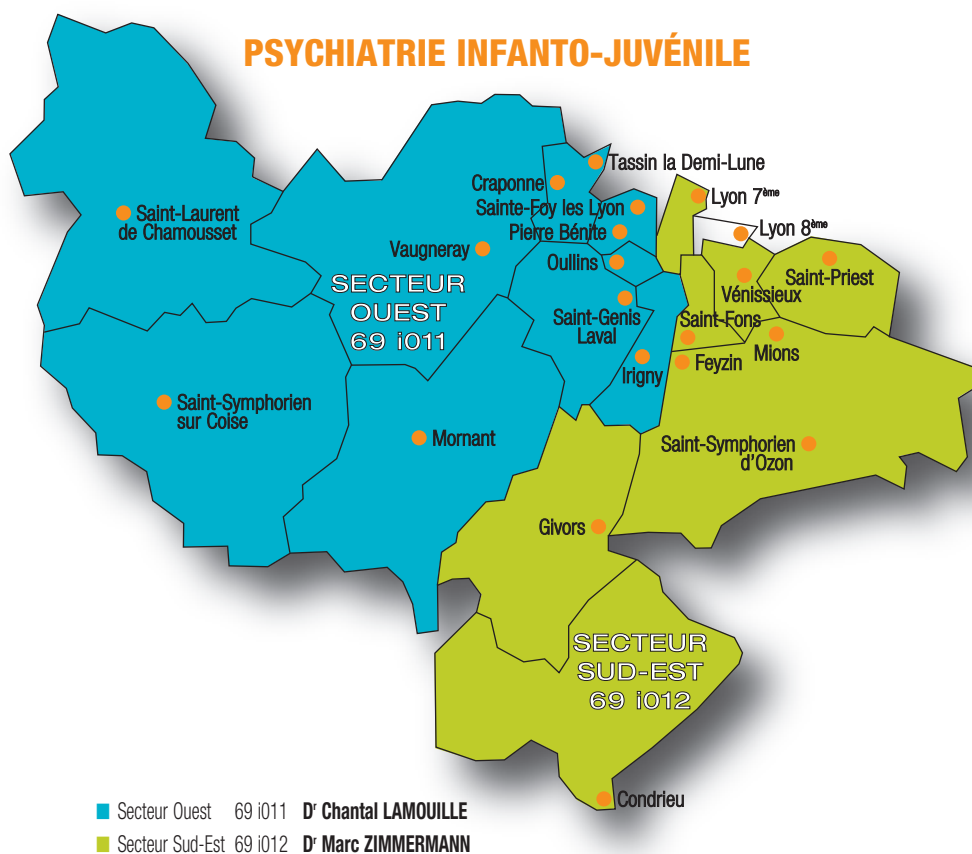 PSYCHIATRIE INFANTO-JUVÉNILE
Tassin la Demi-Lune
Craponne
Lyon 7ème
Sainte-Foy les Lyon
Saint-Laurent
de Chamousset
Pierre Bénite
Lyon 8ème
Vaugneray
Oullins
Saint-Priest
SECTEUR
OUEST
69 i011
Vénissieux
Saint-Genis
Laval
Saint-Fons
Mions
Feyzin
Irigny
Saint-Symphorien
sur Coise
Mornant
Saint-Symphorien
d'Ozon
Givors
SECTEUR
SUD-EST
69 i012
Condrieu
Secteur Ouest 69 i011 Dr Chantal LAMOUILLE
Secteur Sud-Est 69 i012 Dr Marc ZIMMERMANN